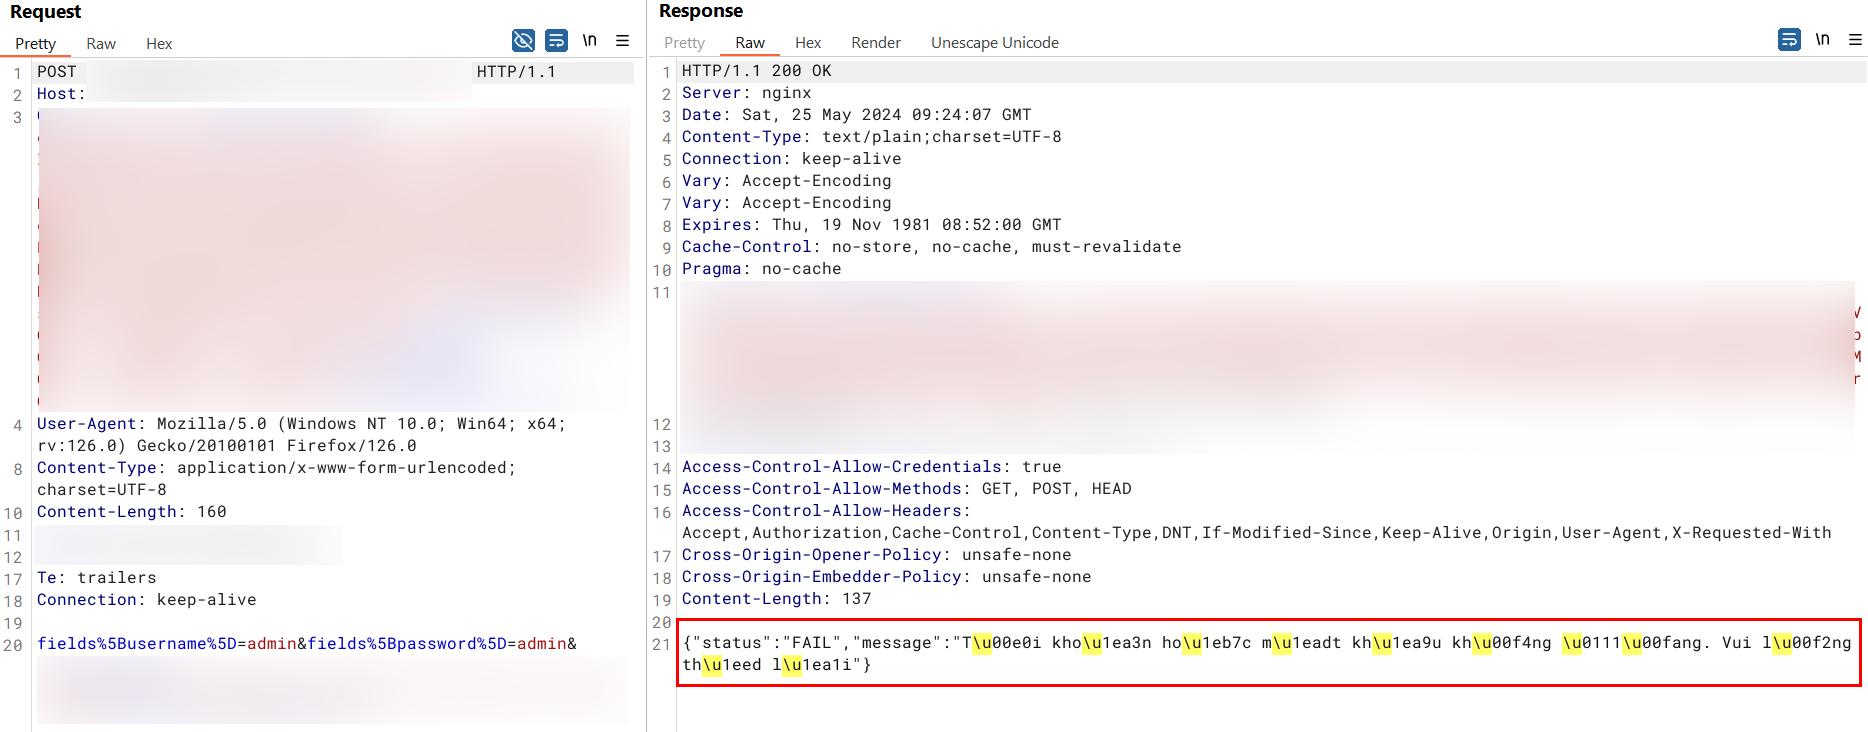 Request
Pretty Raw Hex \n
1 POST HTTP/1.1
2 Host:
3
4 User-Agent: Mozilla/5.0 (Windows NT 10.0; Win64; x64;
rv:126.0) Gecko/20100101 Firefox/126.0
8 Content-Type: application/x-www-form-urlencoded;
charset=UTF-8
10 Content-Length: 160
11
12
17 Te: trailers
18 Connection: keep-alive
19
20 fields%5Busername%5D=admin&fields%5Bpassword%5D=admin&
Response
Pretty Raw Hex Render Unescape Unicode \n
1 HTTP/1.1 200 OK
2 Server: nginx
3 Date: Sat, 25 May 2024 09:24:07 GMT
4 Content-Type: text/plain;charset=UTF-8
5 Connection: keep-alive
6 Vary: Accept-Encoding
7 Vary: Accept-Encoding
8 Expires: Thu, 19 Nov 1981 08:52:00 GMT
9 Cache-Control: no-store, no-cache, must-revalidate
10 Pragma: no-cache
11
12
13
14 Access-Control-Allow-Credentials: true
15 Access-Control-Allow-Methods: GET, POST, HEAD
16 Access-Control-Allow-Headers:
Accept,Authorization,Cache-Control,Content-Type,DNT,If-Modified-Since,Keep-Alive,Origin,User-Agent,X-Requested-With
17 Cross-Origin-Opener-Policy: unsafe-none
18 Cross-Origin-Embedder-Policy: unsafe-none
19 Content-Length: 137
20
21 {"status":"FAIL","message":"T\u00e0i kho\u1ea3n ho\u1eb7c m\u1eadt kh\u1ea9u kh\u00f4ng \u0111\u00fang. Vui l\u00f2ng
th\u1eed l\u1ea1i"}